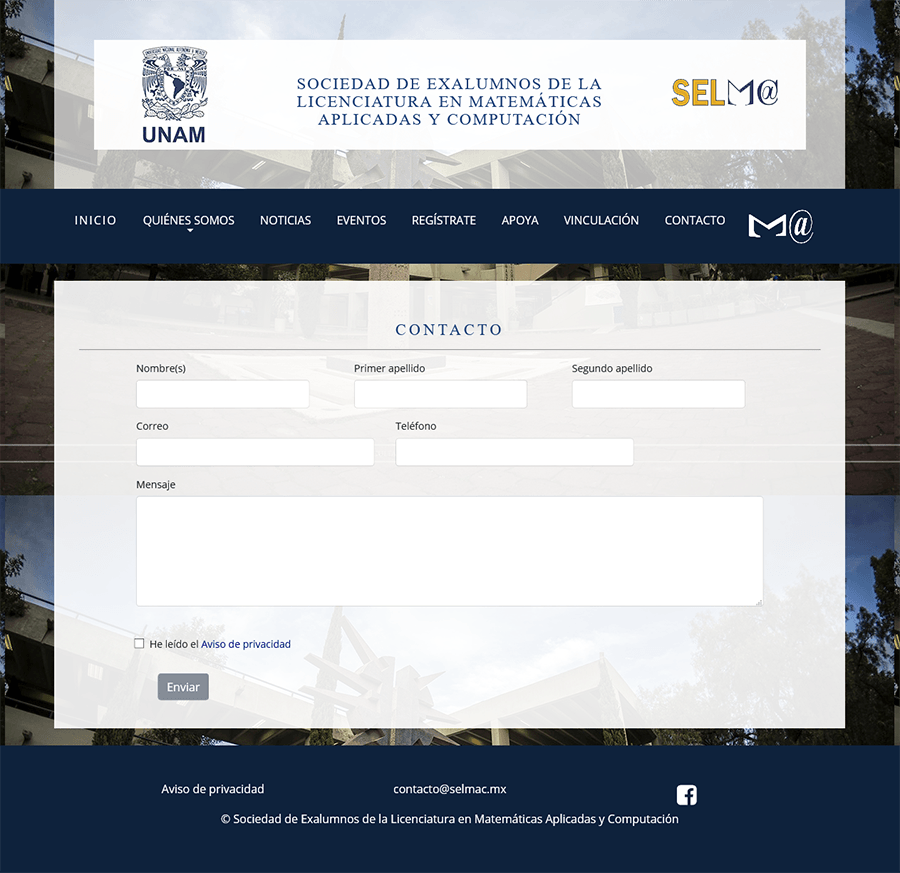 UNIVERSIDAD NACIONAL AUTÓNOMA DE MÉXICO
UNAM
SOCIEDAD DE EXALUMNOS DE LA
LICENCIATURA EN MATEMÁTICAS
APLICADAS Y COMPUTACIÓN
SELM@
INICIO
QUIÉNES SOMOS
NOTICIAS
EVENTOS
REGÍSTRATE
APOYA
VINCULACIÓN
CONTACTO
M@
CONTACTO
Nombre(s)
Primer apellido
Segundo apellido
Correo
Teléfono
Mensaje
He leído el Aviso de privacidad
Enviar
Aviso de privacidad
contacto@selmac.mx
© Sociedad de Exalumnos de la Licenciatura en Matemáticas Aplicadas y Computación